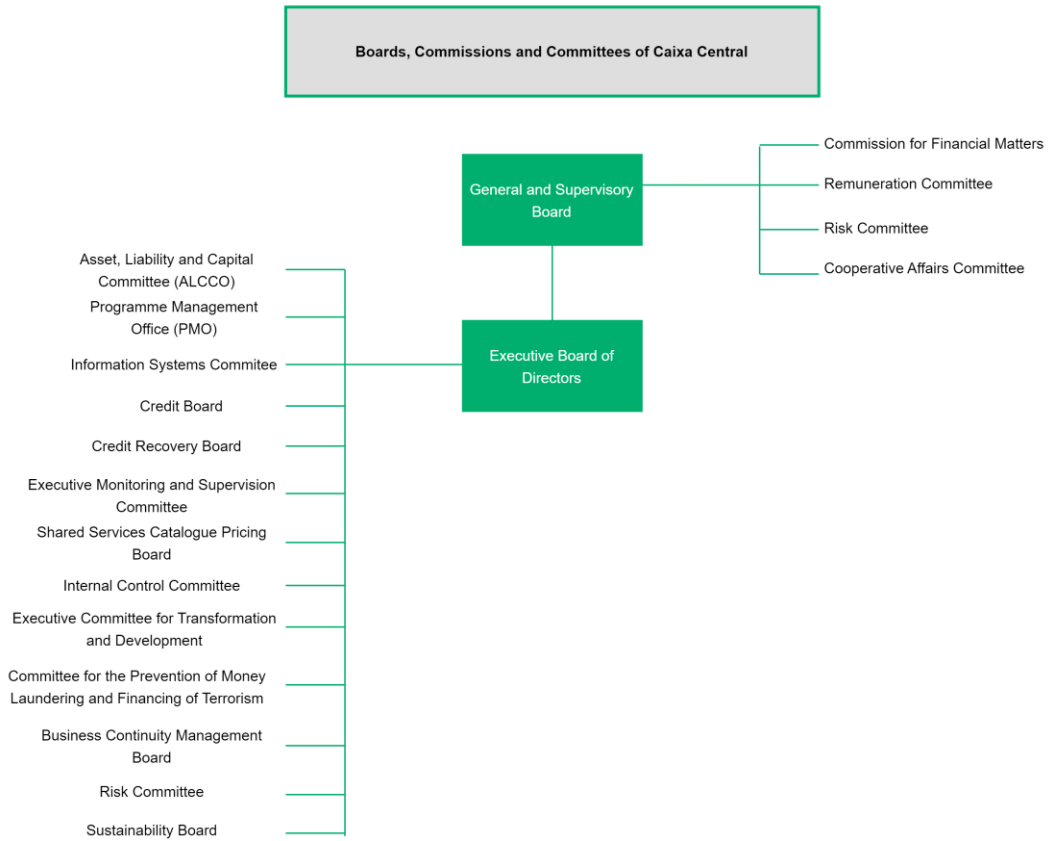 Boards, Commissions and Committees of Caixa Central
General and Supervisory
Board
Commission for Financial Matters
Remuneration Committee
Risk Committee
Cooperative Affairs Committee
Executive Board of
Directors
Asset, Liability and Capital
Committee (ALCCO)
Programme Management
Office (PMO)
Information Systems Commitee
Credit Board
Credit Recovery Board
Executive Monitoring and Supervision
Committee
Shared Services Catalogue Pricing
Board
Internal Control Committee
Executive Committee for Transformation
and Development
Committee for the Prevention of Money
Laundering and Financing of Terrorism
Business Continuity Management
Board
Risk Committee
Sustainability Board